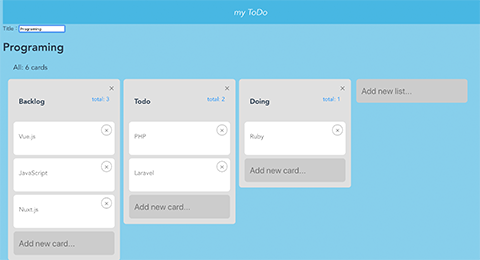 my ToDo
Title : Programing
Programing
All: 6 cards
Backlog
total: 3
Vue.js
JavaScript
Nuxt.js
Add new card...
Todo
total: 2
PHP
Laravel
Add new card...
Doing
total: 1
Ruby
Add new card...
Add new list...